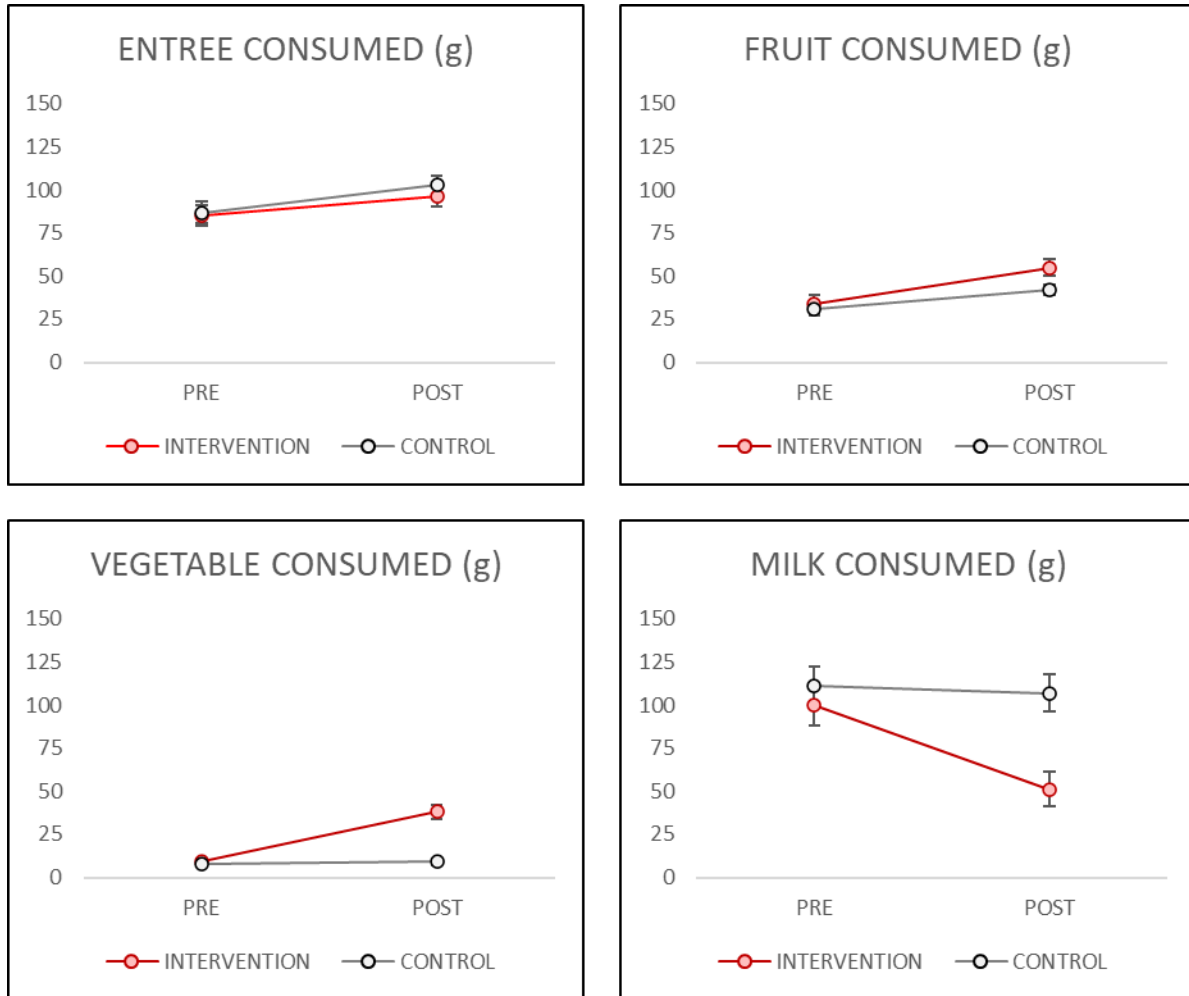 ENTREE CONSUMED (g)
150
125
100
75
50
25
0
PRE POST
INTERVENTION CONTROL
FRUIT CONSUMED (g)
150
125
100
75
50
25
0
PRE POST
INTERVENTION CONTROL
VEGETABLE CONSUMED (g)
150
125
100
75
50
25
0
PRE POST
INTERVENTION CONTROL
MILK CONSUMED (g)
150
125
100
75
50
25
0
PRE POST
INTERVENTION CONTROL